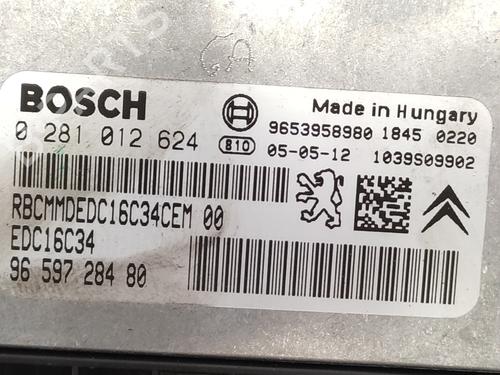 GA
BOSCH
Made in Hungary
0 281 012 624
9653958980 1845 0220
B10 05-05-12 1039S09902
RBCMMDEDC16C34CEM 00
EDC16C34
96 597 284 80